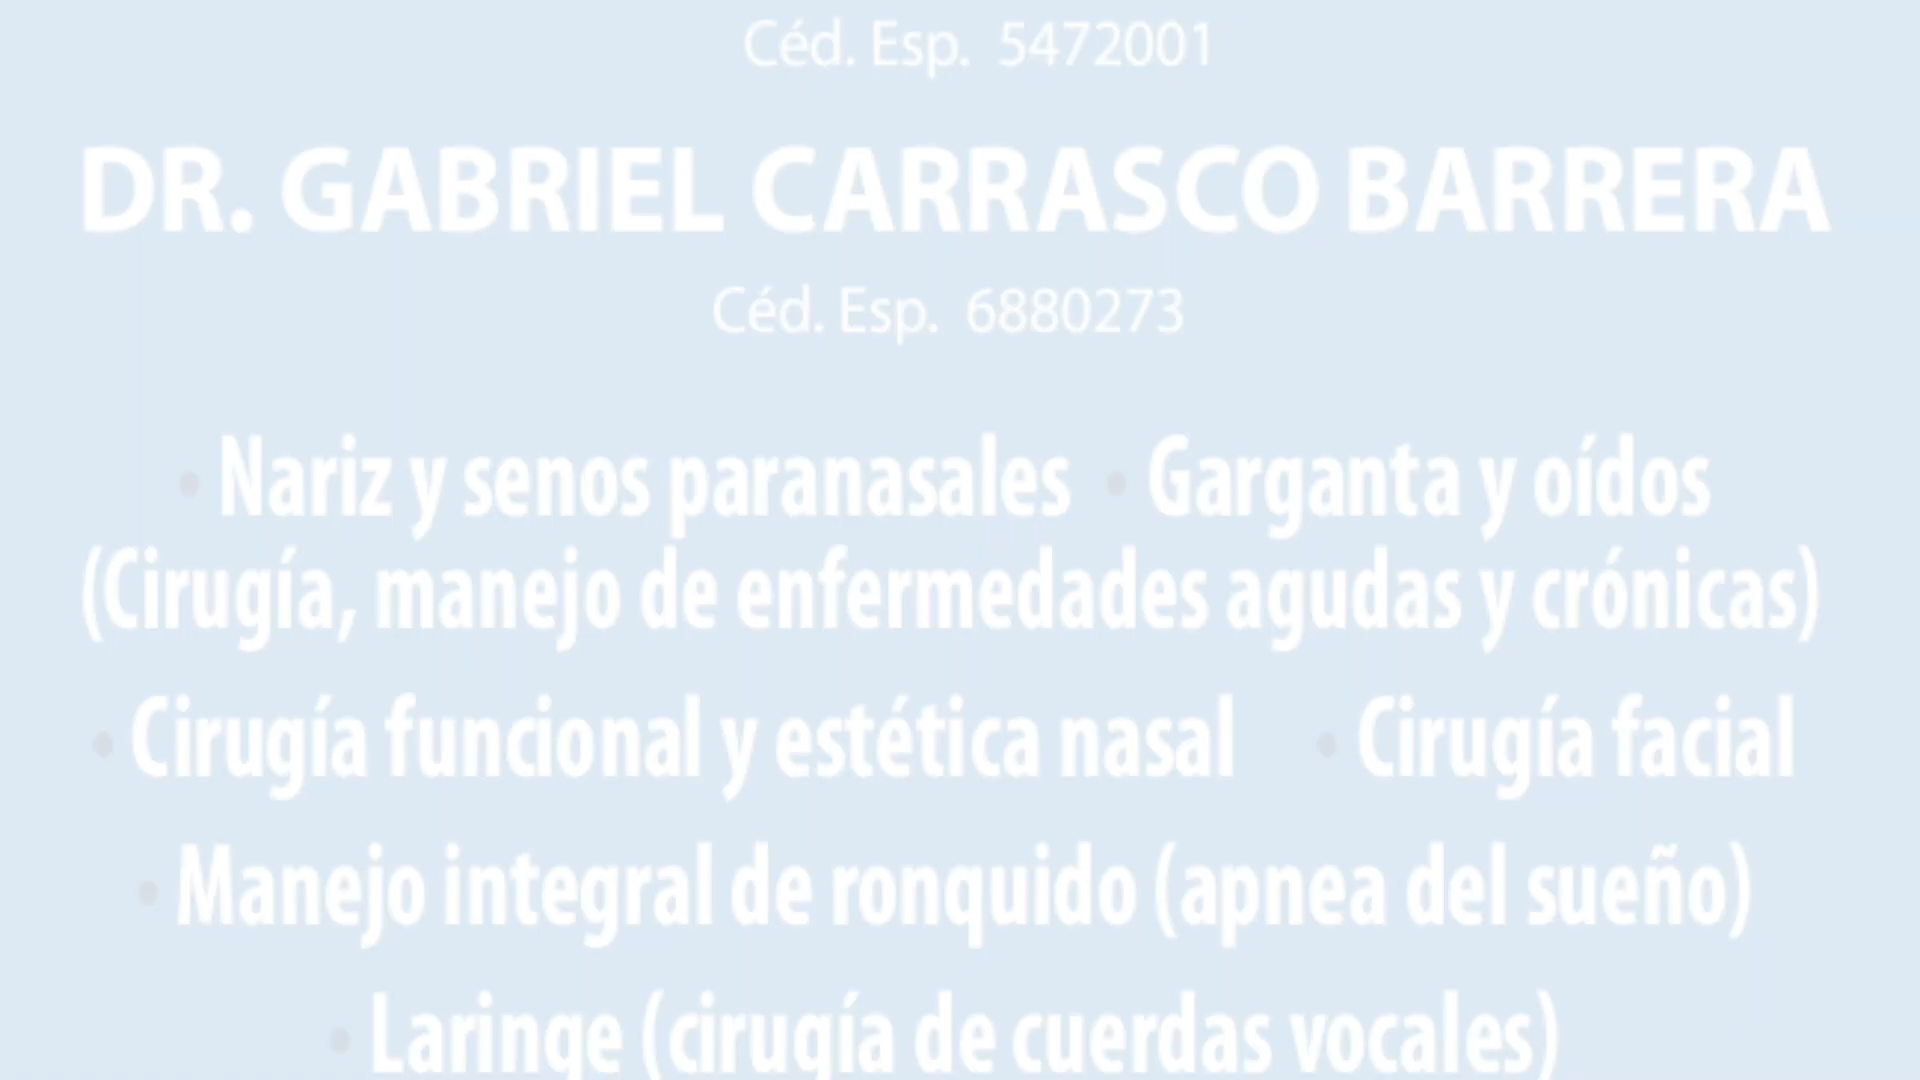 Céd. Esp. 5472001
DR. GABRIEL CARRASCO BARRERA
Céd. Esp. 6880273
• Nariz y senos paranasales • Garganta y oídos
(Cirugía, manejo de enfermedades agudas y crónicas)
• Cirugía funcional y estética nasal • Cirugía facial
• Manejo integral de ronquido (apnea del sueño)
• Laringe (cirugía de cuerdas vocales)